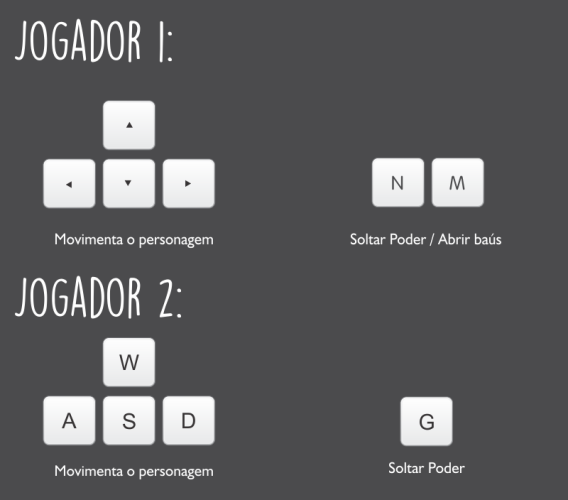 JOGADOR 1:
N M
Movimenta o personagem
Soltar Poder / Abrir baús
JOGADOR 2:
W
A S D
G
Movimenta o personagem
Soltar Poder